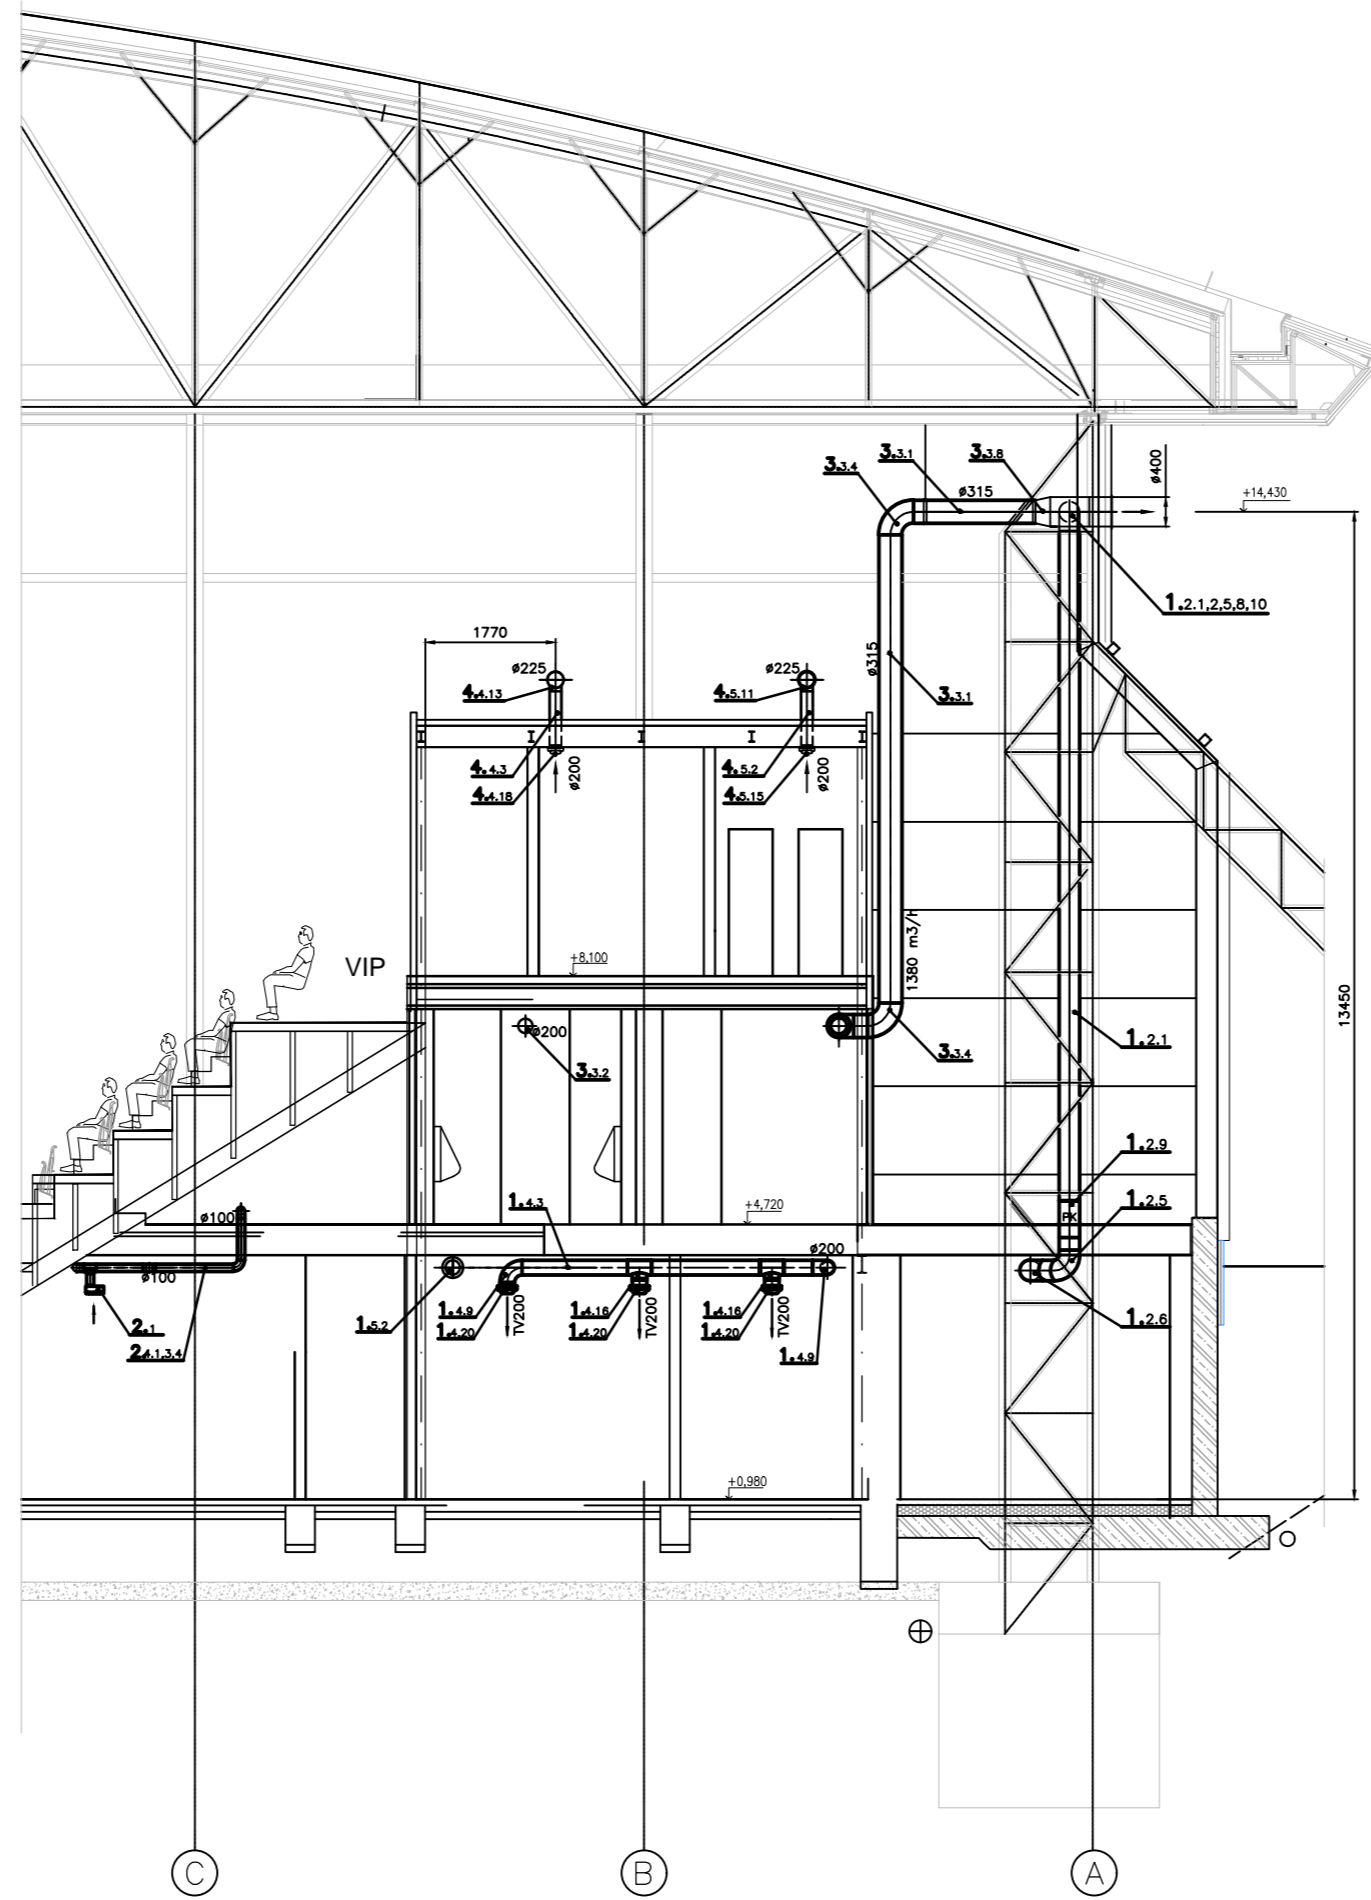 3.3.4
3.3.1
3.3.8
ø400
ø315
+14,430
1.2.1,2,5,8,10
1770
ø225
ø225
ø315
4.4.13
4.5.11
3.3.1
4.4.3
4.4.18
ø200
4.5.2
4.5.15
ø200
1380 m3/h
VIP
+8,100
13450
ø200
3.3.2
3.3.4
1.2.1
1.2.9
1.4.3
+4,720
1.2.5
PK
ø100
ø100
ø200
2.1
2.4.1,3,4
1.5.2
1.4.9
1.4.20
TV200
1.4.16
1.4.20
TV200
1.4.16
1.4.20
TV200
1.4.9
1.2.6
+0,980
C
B
A